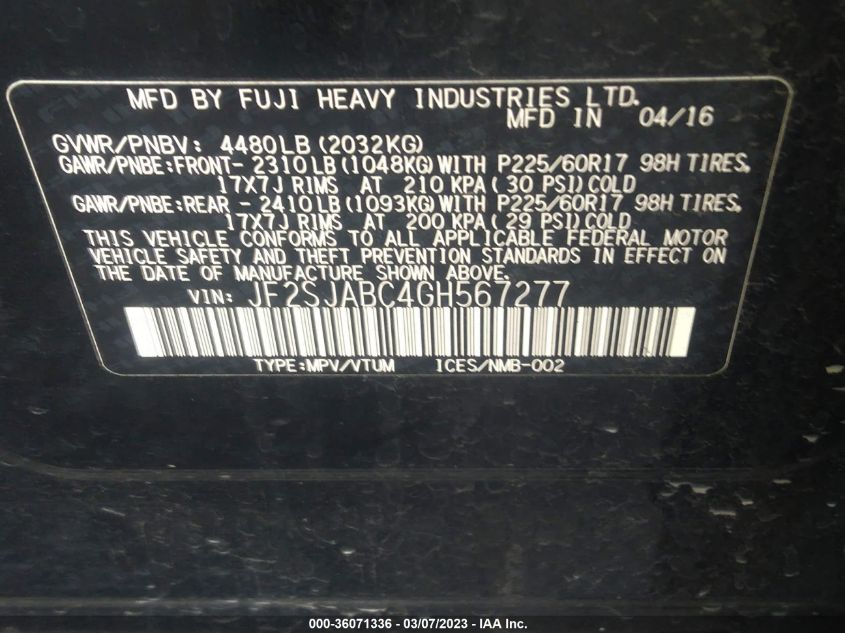 MFD BY FUJI HEAVY INDUSTRIES LTD.
MFD IN 04/16
GVWR/PNBV: 4480LB (2032KG)
GAWR/PNBE:FRONT- 2310LB (1048KG) WITH P225/60R17 98H TIRES,
17X7J RIMS AT 210 KPA (30 PSI) COLD
GAWR/PNBE:REAR - 2410LB (1093KG) WITH P225/60R17 98H TIRES,
17X7J RIMS AT 200 KPA (29 PSI) COLD
THIS VEHICLE CONFORMS TO ALL APPLICABLE FEDERAL MOTOR
VEHICLE SAFETY AND THEFT PREVENTION STANDARDS IN EFFECT ON
THE DATE OF MANUFACTURE SHOWN ABOVE.
VIN: JF2SJABC4GH567277
TYPE:MPV/VTUM ICES/NMB-002
000-36071336 - 03/07/2023 - IAA Inc.